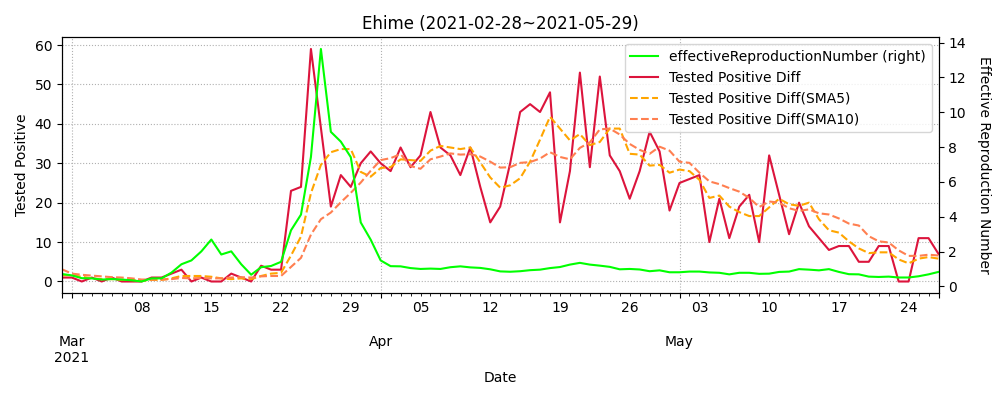 Ehime (2021-02-28~2021-05-29)
effectiveReproductionNumber (right)
Tested Positive Diff
Tested Positive Diff(SMA5)
Tested Positive Diff(SMA10)
Tested Positive
60
50
40
30
20
10
0
Effective Reproduction Number
14
12
10
8
6
4
2
0
08 15 22 29 05 12 19 26 03 10 17 24
Mar Apr May
2021
Date